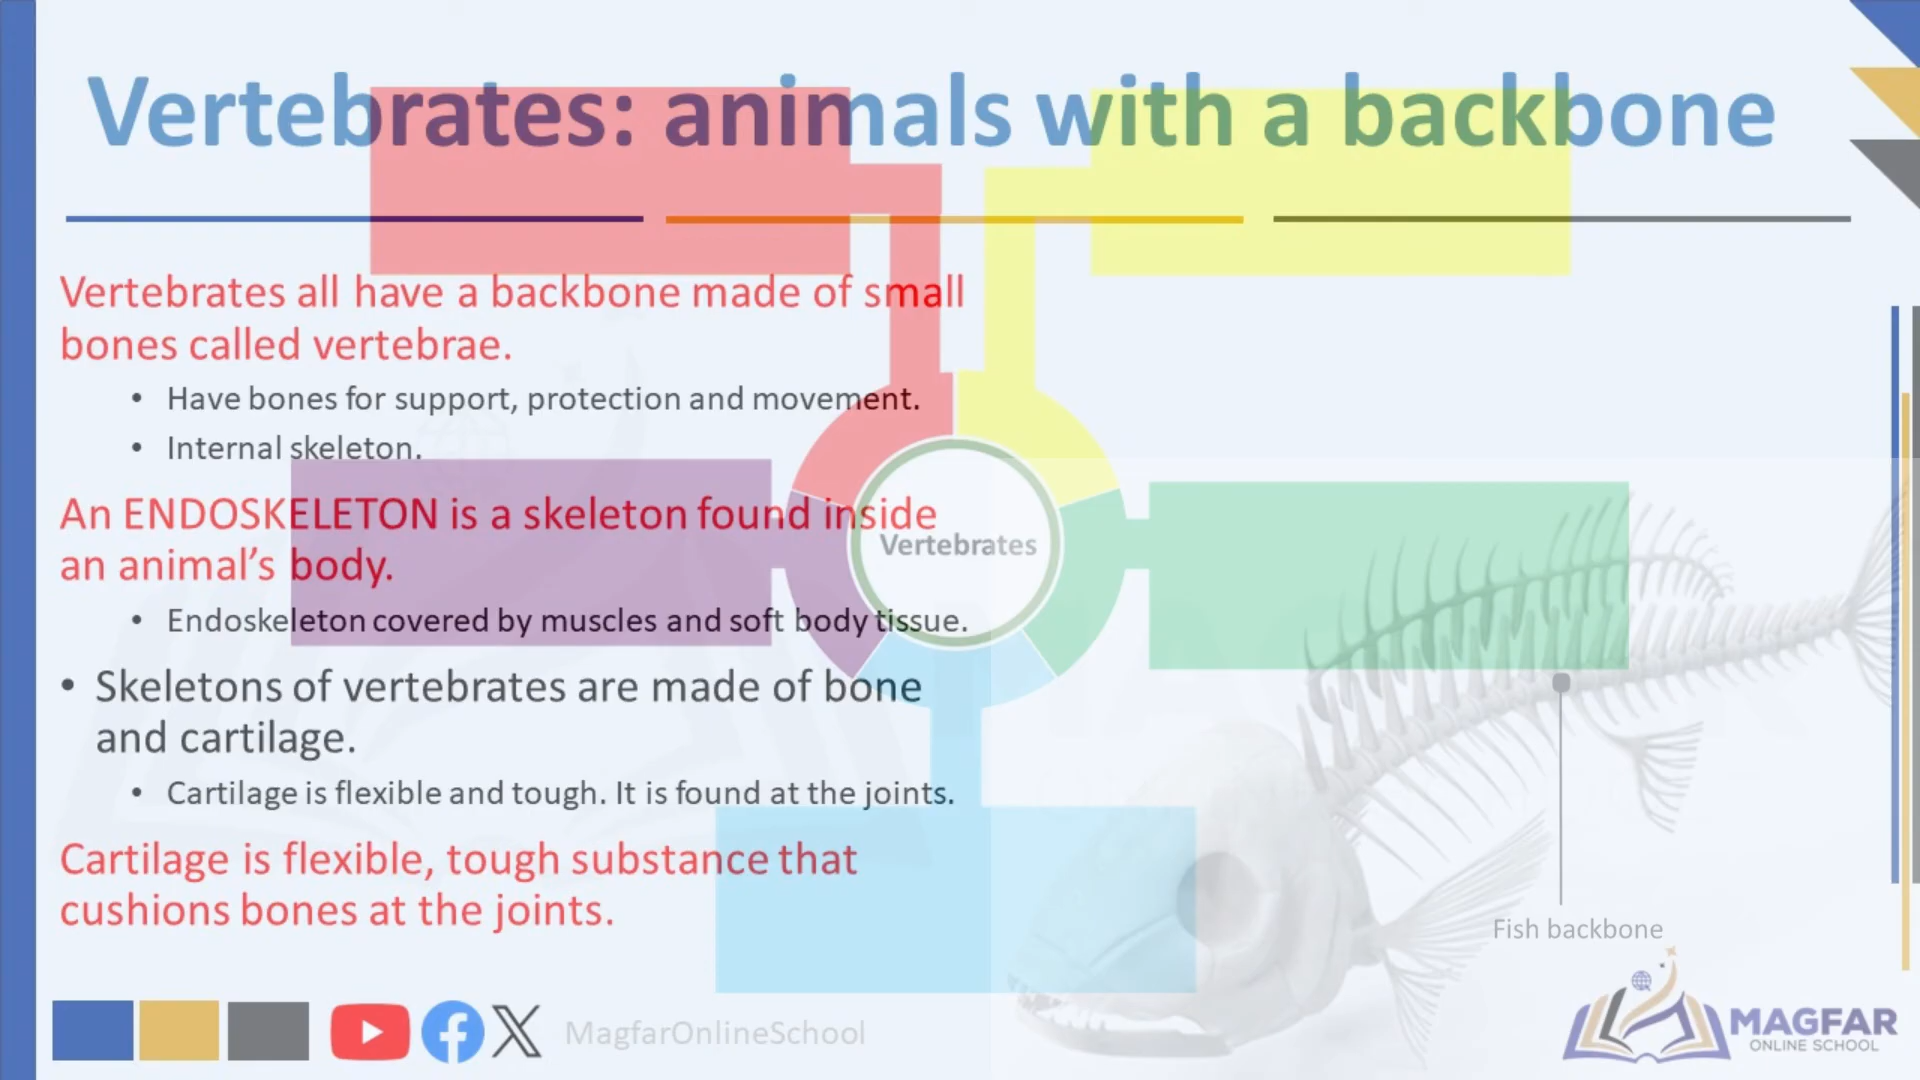 Vertebrates: animals with a backbone
Vertebrates all have a backbone made of small
bones called vertebrae.
• Have bones for support, protection and movement.
• Internal skeleton.
An ENDOSKELETON is a skeleton found inside
an animal’s body.
• Endoskeleton covered by muscles and soft body tissue.
• Skeletons of vertebrates are made of bone
and cartilage.
• Cartilage is flexible and tough. It is found at the joints.
Cartilage is flexible, tough substance that
cushions bones at the joints.
Vertebrates
Fish backbone
MagfarOnlineSchool
MAGFAR
ONLINE SCHOOL